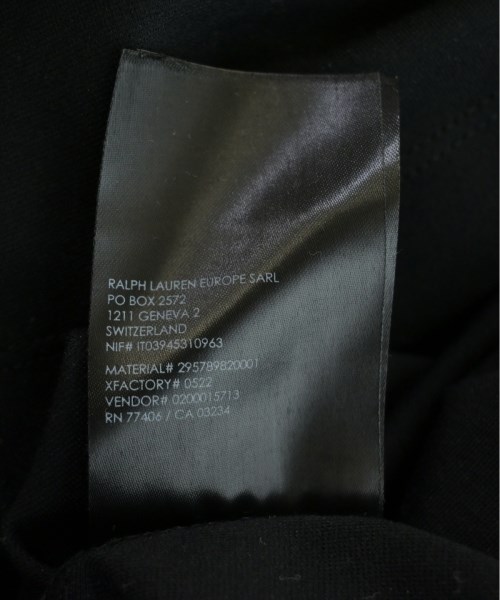 RALPH LAUREN EUROPE SARL
PO BOX 2572
1211 GENEVA 2
SWITZERLAND
NIF# IT03945310963
MATERIAL# 295789820001
XFACTORY# 0522
VENDOR# 0200015713
RN 77406 / CA 03234